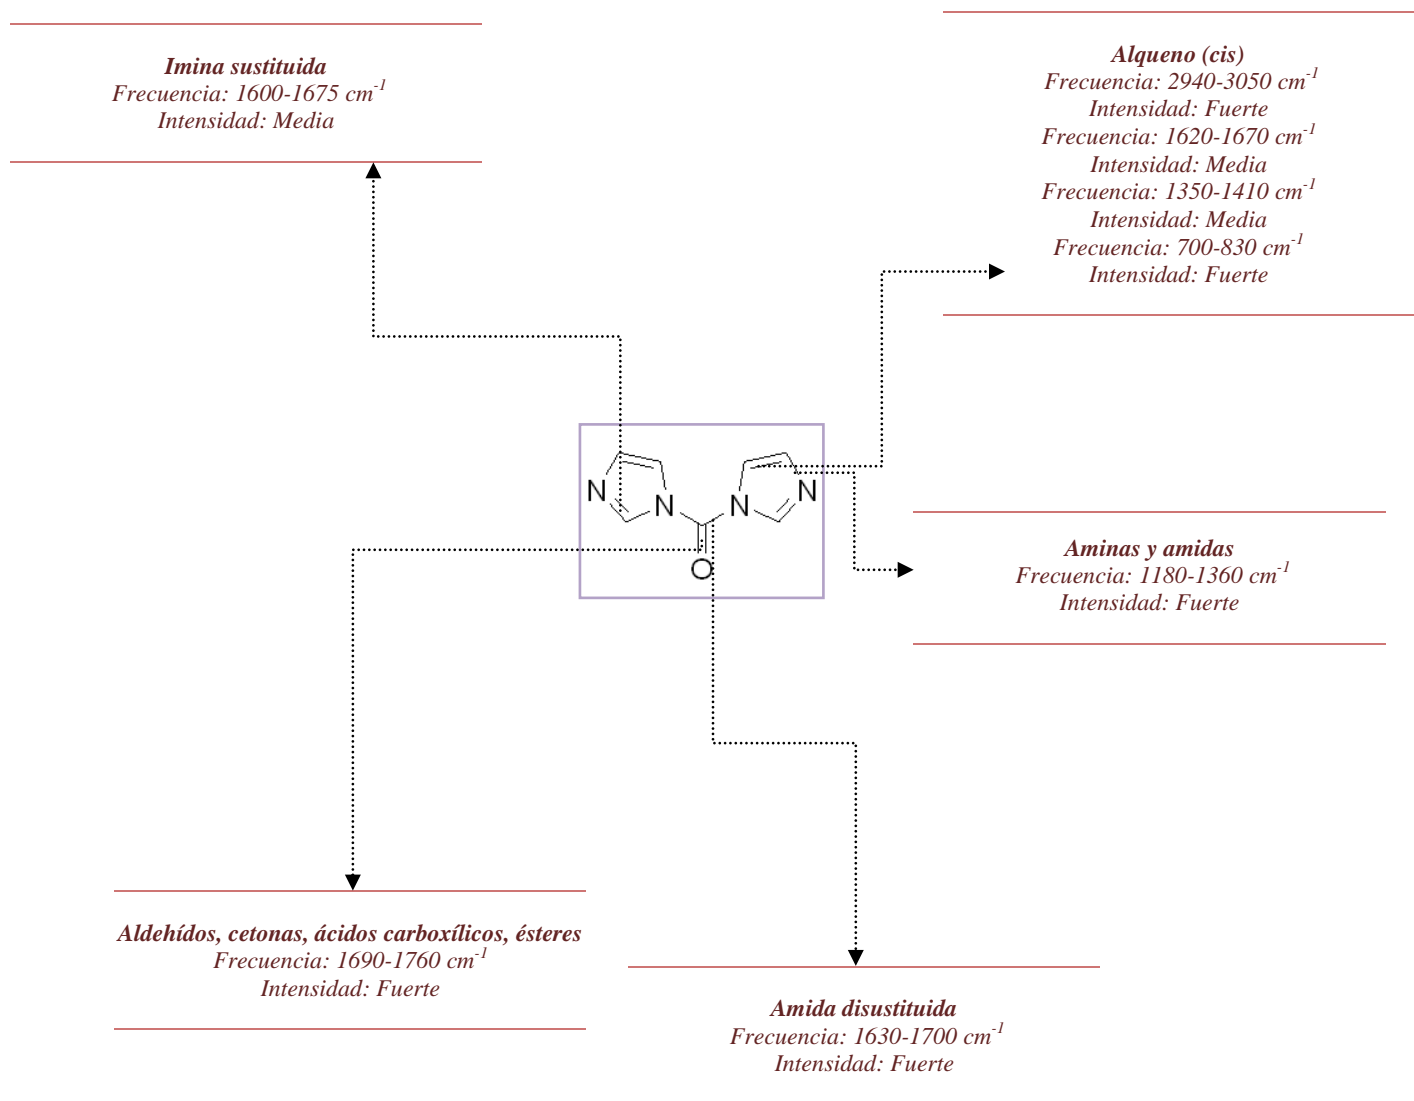 Imina sustituida
Frecuencia: 1600-1675 cm-1
Intensidad: Media
Alqueno (cis)
Frecuencia: 2940-3050 cm-1
Intensidad: Fuerte
Frecuencia: 1620-1670 cm-1
Intensidad: Media
Frecuencia: 1350-1410 cm-1
Intensidad: Media
Frecuencia: 700-830 cm-1
Intensidad: Fuerte
N
N
N
N
O
Aminas y amidas
Frecuencia: 1180-1360 cm-1
Intensidad: Fuerte
Aldehídos, cetonas, ácidos carboxílicos, ésteres
Frecuencia: 1690-1760 cm-1
Intensidad: Fuerte
Amida disustituida
Frecuencia: 1630-1700 cm-1
Intensidad: Fuerte